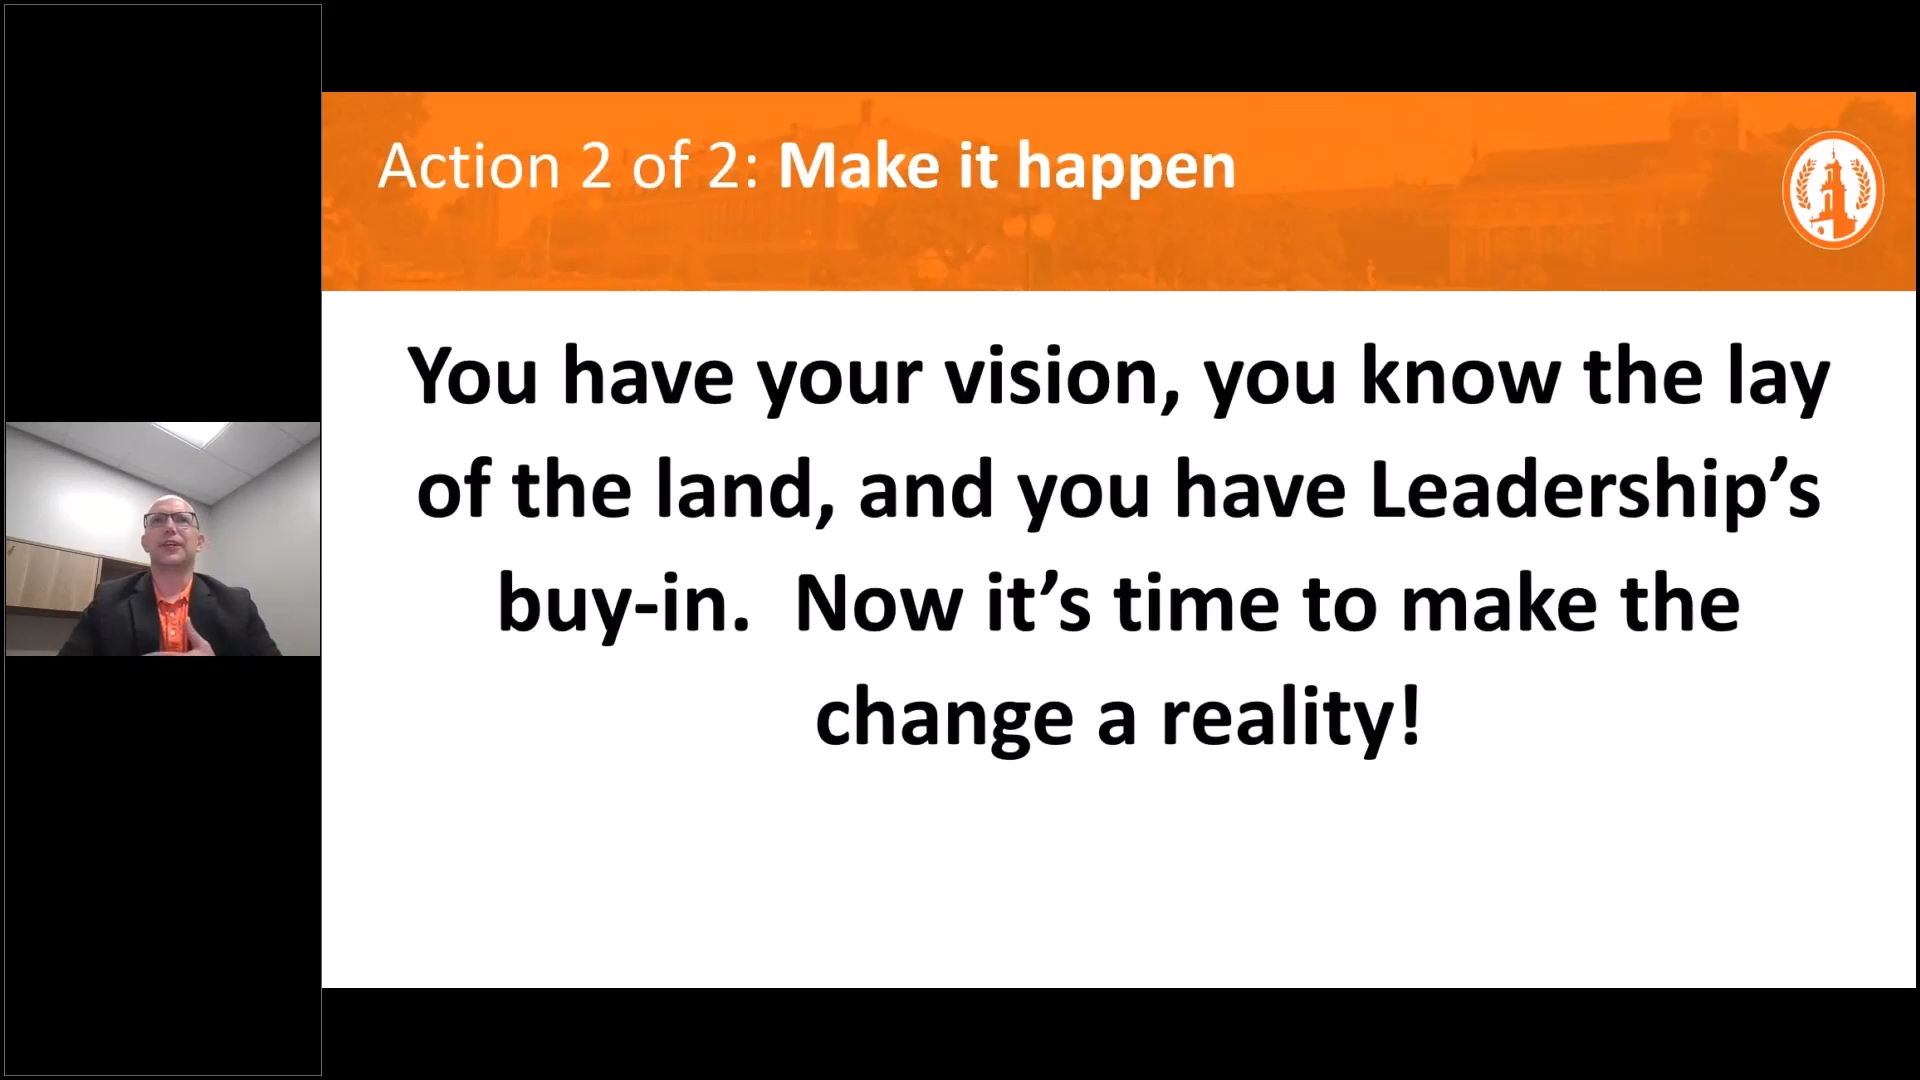 Action 2 of 2: Make it happen
You have your vision, you know the lay
of the land, and you have Leadership’s
buy-in.  Now it’s time to make the
change a reality!